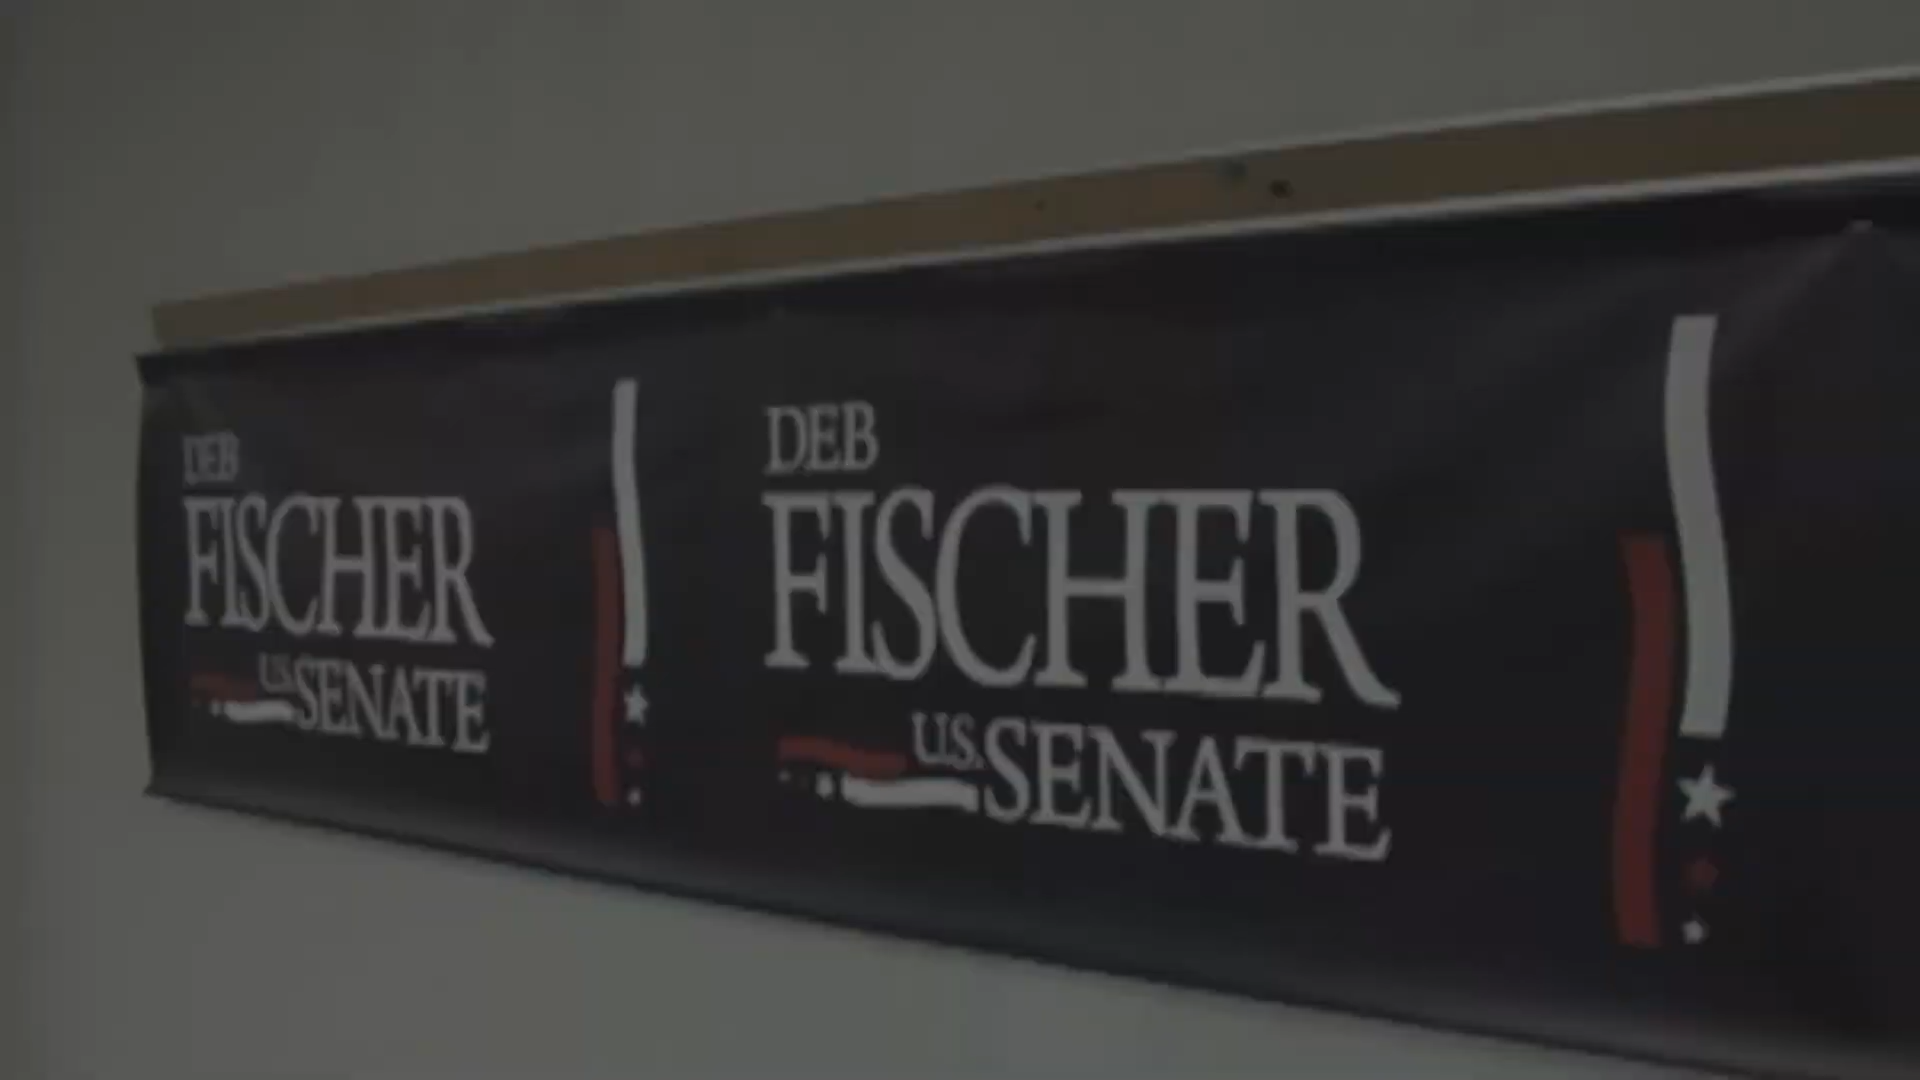 DEB
FISCHER
U.S. SENATE
DEB
FISCHER
U.S. SENATE